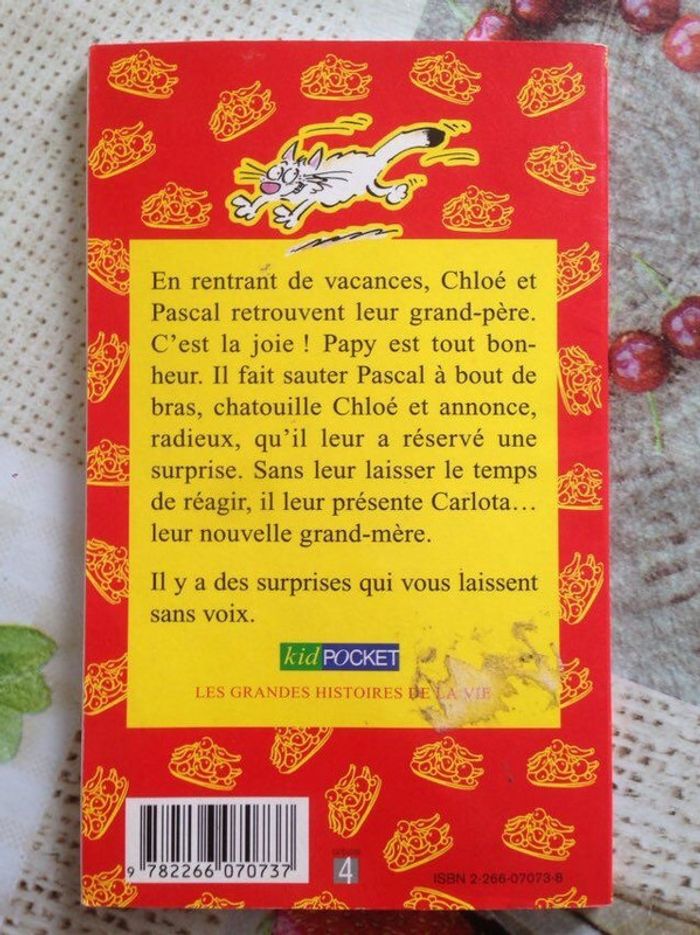 En rentrant de vacances, Chloé et
Pascal retrouvent leur grand-père.
C'est la joie ! Papy est tout bon-
heur. Il fait sauter Pascal à bout de
bras, chatouille Chloé et annonce,
radieux, qu'il leur a réservé une
surprise. Sans leur laisser le temps
de réagir, il leur présente Carlota…
leur nouvelle grand-mère.
Il y a des surprises qui vous laissent
sans voix.
kid POCKET
LES GRANDES HISTOIRES DE LA VIE
9 782266 070737
4
ISBN 2-266-07073-8